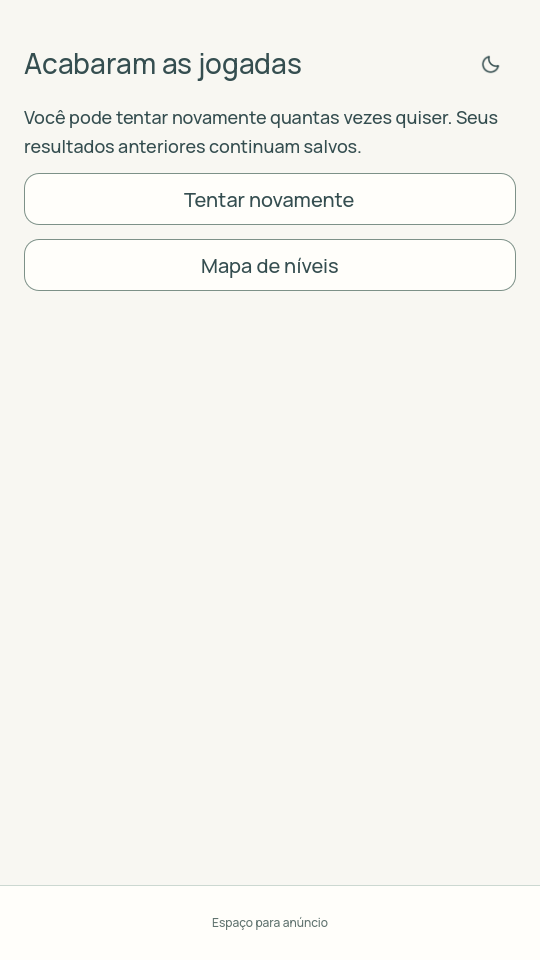 Acabaram as jogadas
Você pode tentar novamente quantas vezes quiser. Seus
resultados anteriores continuam salvos.
Tentar novamente
Mapa de níveis
Espaço para anúncio